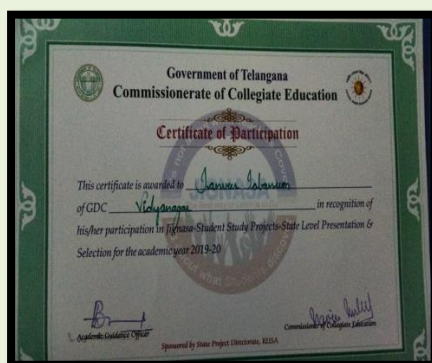 Government of Telangana
Commissionerate of Collegiate Education
Certificate of Participation
This certificate is awarded to
of GDC Vidyanagar in recognition of
his/her participation in Jignasa-Student Study Projects-State Level Presentation &
Selection for the academic year 2019-20
JIGNASA
Academic Guidance Officer
Commissioner of Collegiate Education
Sponsored by State Project Directorate, RUSA